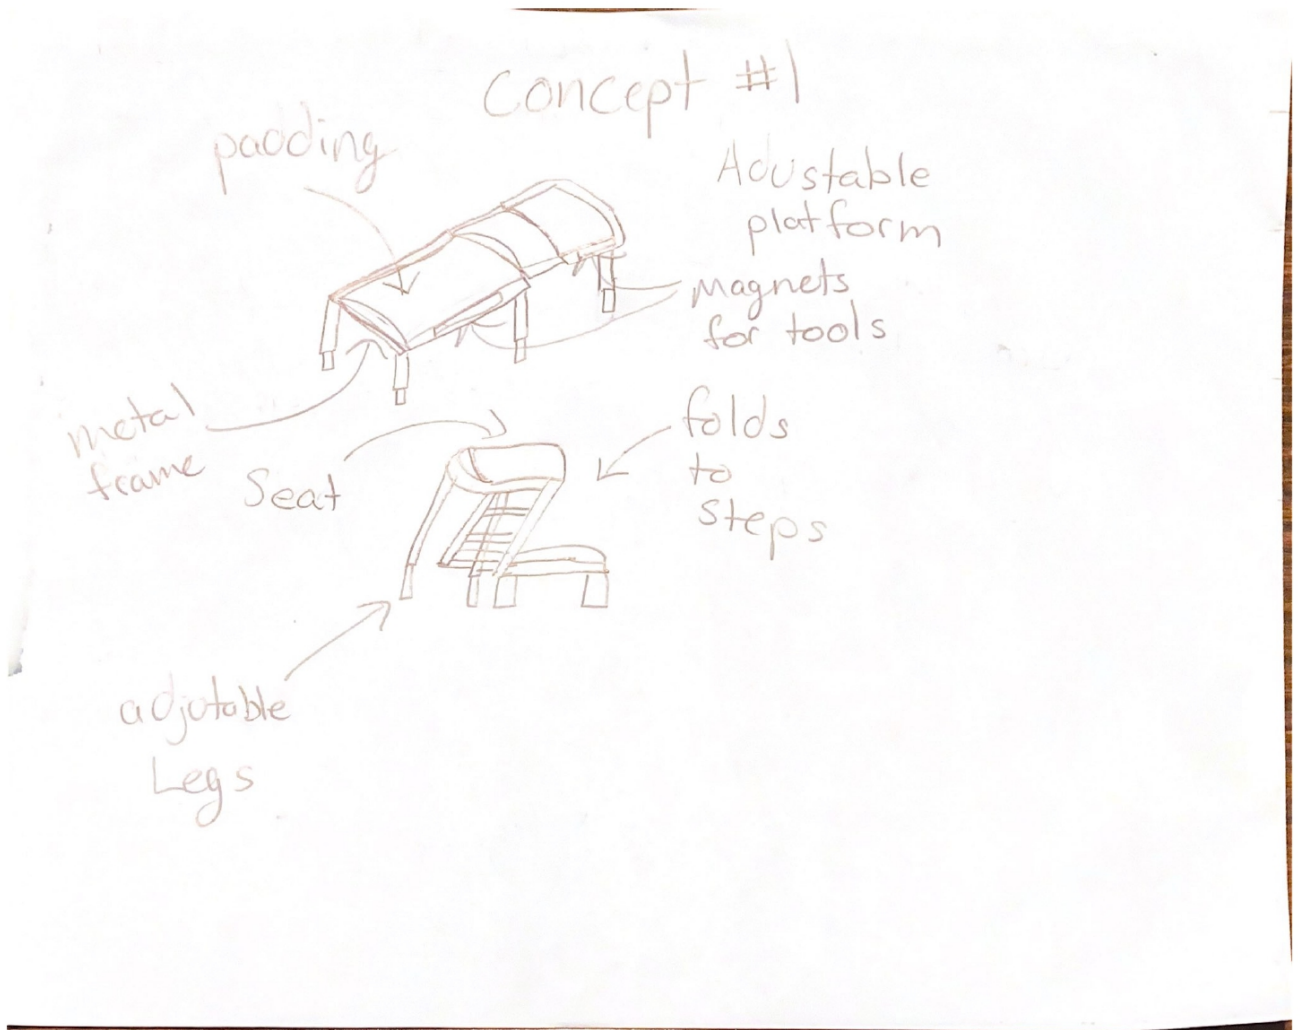 Concept #1
padding
Adustable
platform
magnets
for tools
metal
frame
Seat
folds
to
steps
adjutable
Legs